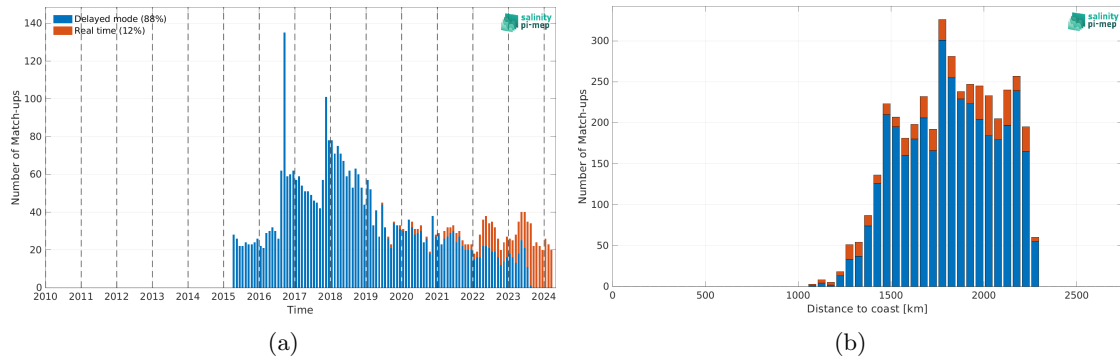 Delayed mode (88%)
Real time (12%)
salinity
pi-mep
Number of Match-ups
140
120
100
80
60
40
20
0
2010 2011 2012 2013 2014 2015 2016 2017 2018 2019 2020 2021 2022 2023 2024
Time
(a)
salinity
pi-mep
Number of Match-ups
300
250
200
150
100
50
0
0 500 1000 1500 2000 2500
Distance to coast [km]
(b)